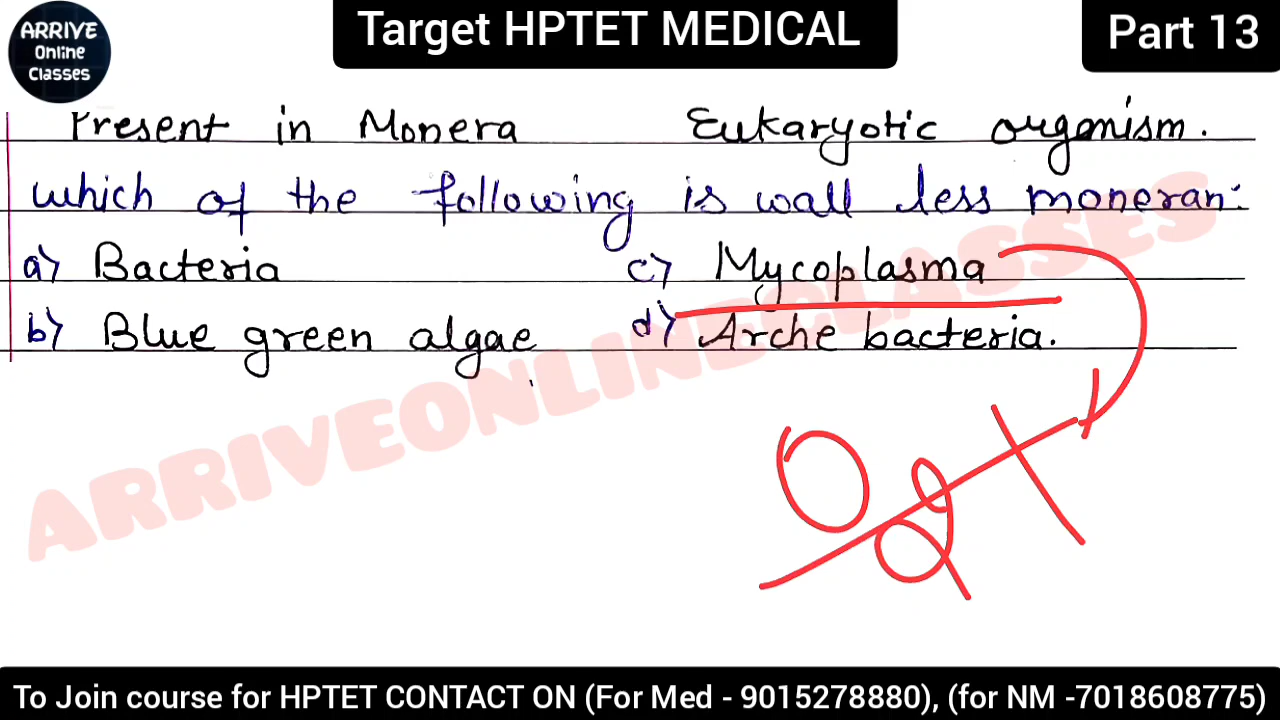 ARRIVE
Online
Classes
Target HPTET MEDICAL
Part 13
Present in Monera Eukaryotic organism.
which of the following is wall less moneran:
a) Bacteria c) Mycoplasma
b) Blue green algae d) Arche bacteria.
ARRIVEONLINECLASSES
To Join course for HPTET CONTACT ON (For Med - 9015278880), (for NM -7018608775)